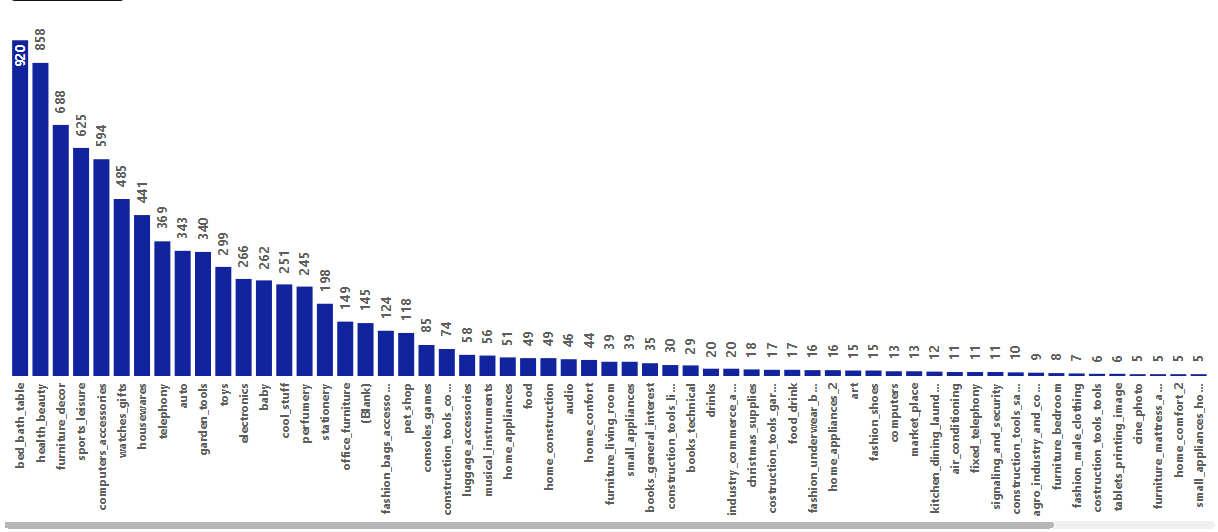 920
858
688
625
594
485
441
369
343
340
299
266
262
251
245
198
149
145
124
118
85
74
58
56
51
49
49
46
44
39
39
35
30
29
20
20
18
17
17
16
16
15
15
13
13
12
11
11
11
10
9
8
7
6
6
5
5
5
5
bed_bath_table
health_beauty
furniture_decor
sports_leisure
computers_accessories
watches_gifts
housewares
telephony
auto
garden_tools
toys
electronics
baby
cool_stuff
perfumery
stationery
office_furniture
(Blank)
fashion_bags_accesso...
pet_shop
consoles_games
construction_tools_co...
luggage_accessories
musical_instruments
home_appliances
food
home_construction
audio
home_confort
furniture_living_room
small_appliances
books_general_interest
construction_tools_li...
books_technical
drinks
industry_commerce_a...
christmas_supplies
costruction_tools_gar...
food_drink
fashion_underwear_b...
home_appliances_2
art
fashion_shoes
computers
market_place
kitchen_dining_laund...
air_conditioning
fixed_telephony
signaling_and_security
construction_tools_sa...
agro_industry_and_co...
furniture_bedroom
fashion_male_clothing
costruction_tools_tools
tablets_printing_image
cine_photo
furniture_mattress_a...
home_comfort_2
small_appliances_ho...